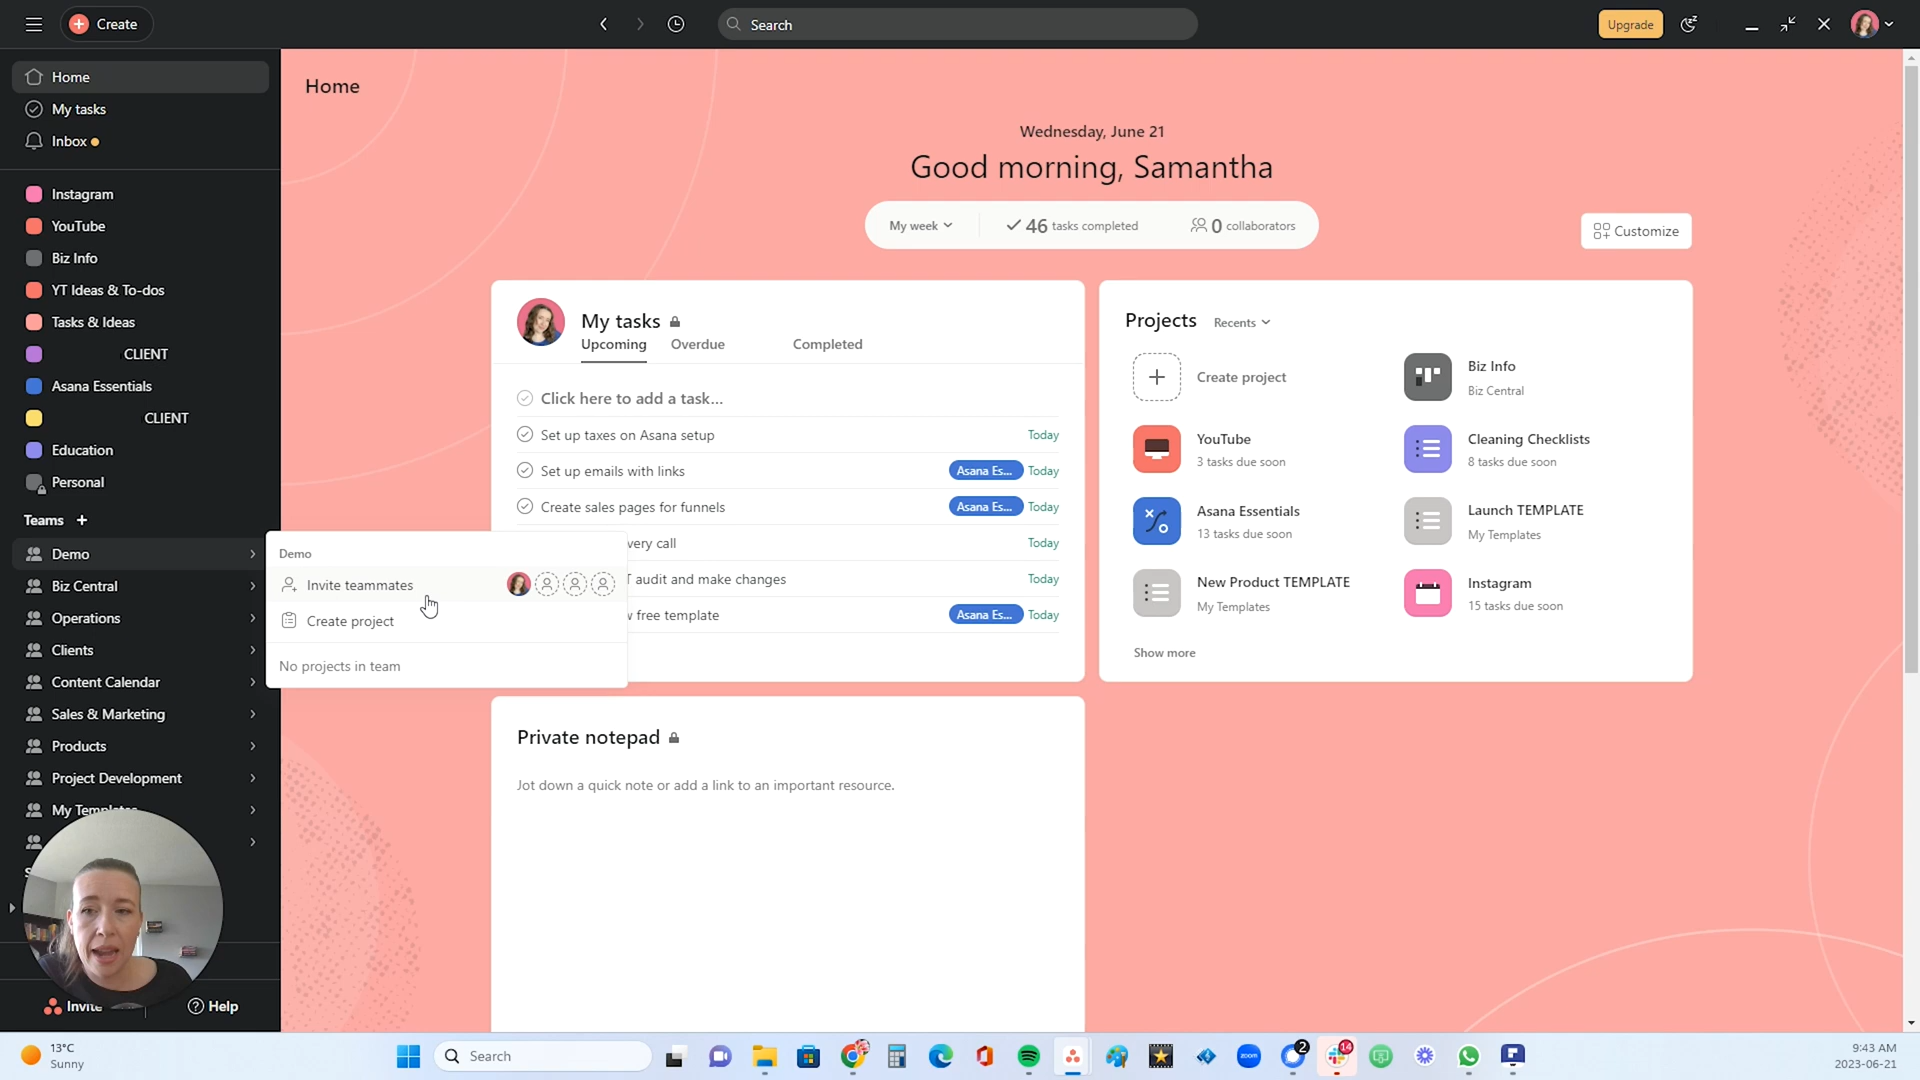 Create
Search
Upgrade
Home
My tasks
Inbox
Instagram
YouTube
Biz Info
YT Ideas & To-dos
Tasks & Ideas
CLIENT
Asana Essentials
CLIENT
Education
Personal
Teams +
Demo
Biz Central
Operations
Clients
Content Calendar
Sales & Marketing
Products
Project Development
My Templates
Invite
Help
Demo
Invite teammates
Create project
No projects in team
Home
Wednesday, June 21
Good morning, Samantha
My week
46 tasks completed
0 collaborators
Customize
My tasks
Upcoming
Overdue
Completed
Click here to add a task...
Set up taxes on Asana setup
Today
Set up emails with links
Asana Es...
Today
Create sales pages for funnels
Asana Es...
Today
very call
Today
audit and make changes
Today
free template
Asana Es...
Today
Projects
Recents
Create project
Biz Info
Biz Central
YouTube
3 tasks due soon
Cleaning Checklists
8 tasks due soon
Asana Essentials
13 tasks due soon
Launch TEMPLATE
My Templates
New Product TEMPLATE
My Templates
Instagram
15 tasks due soon
Show more
Private notepad
Jot down a quick note or add a link to an important resource.
13°C
Sunny
Search
zoom
2
14
9:43 AM
2023-06-21